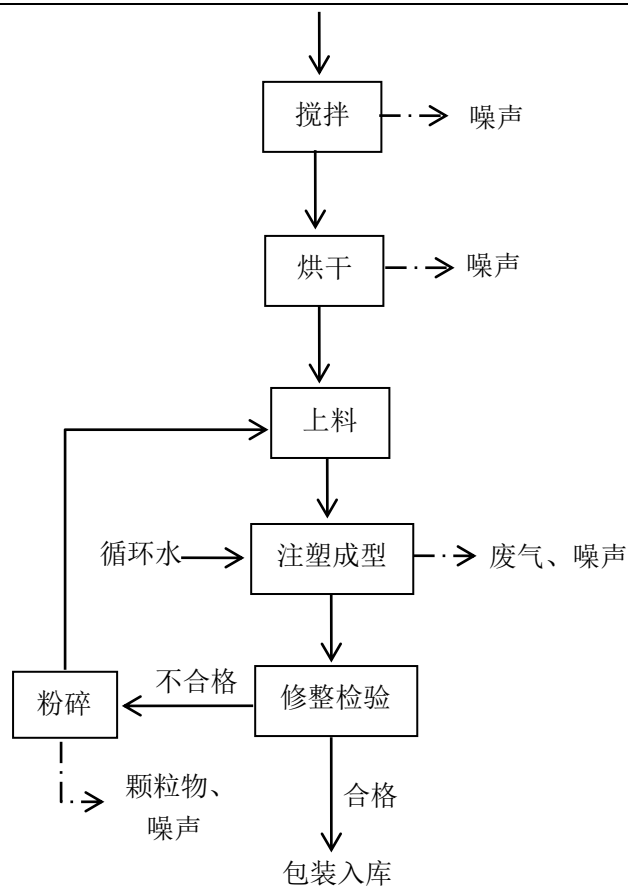 搅拌
噪声
烘干
噪声
上料
循环水
注塑成型
废气、噪声
粉碎
不合格
修整检验
颗粒物、
噪声
合格
包装入库